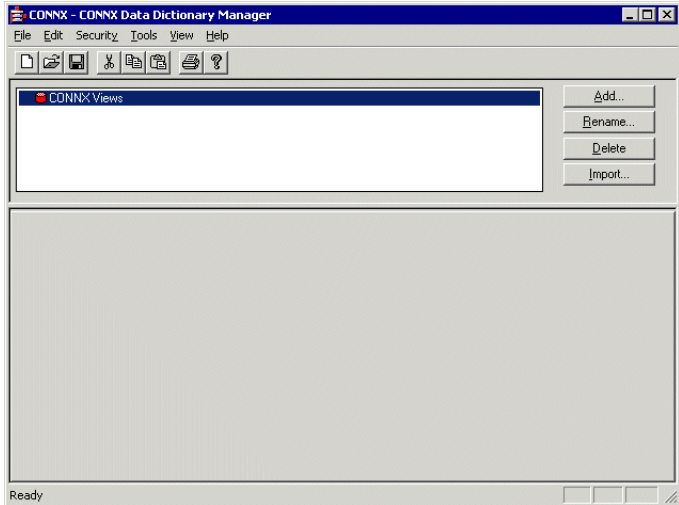 CONNX - CONNX Data Dictionary Manager
File Edit Security Tools View Help
CONNX Views
Add...
Rename...
Delete
Import...
Ready